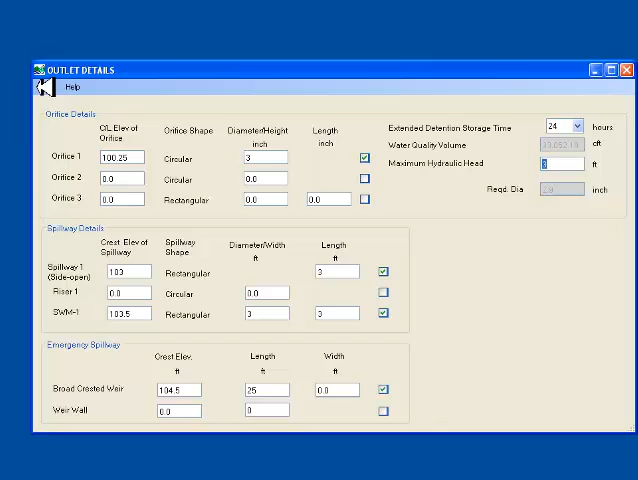 OUTLET DETAILS
Help
Orifice Details
C/L Elev of Orifice Orifice Shape Diameter/Height inch Length inch
Orifice 1 100.25 Circular 3
Orifice 2 0.0 Circular 0.0
Orifice 3 0.0 Rectangular 0.0 0.0
Extended Detention Storage Time 24 hours
Water Quality Volume cft
Maximum Hydraulic Head 3 ft
Reqd. Dia inch
Spillway Details
Crest Elev of Spillway Spillway Shape Diameter/Width ft Length ft
Spillway 1 (Side-open) 103 Rectangular 3
Riser 1 0.0 Circular 0.0
SWM-1 103.5 Rectangular 3 3
Emergency Spillway
Crest Elev. ft Length ft Width ft
Broad Crested Weir 104.5 25 0.0
Weir Wall 0.0 0